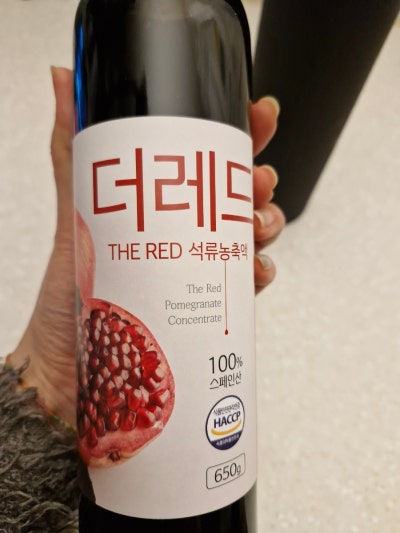 더레드
THE RED 석류농축액
The Red
Pomegranate
Concentrate
100%
스페인산
HACCP
650g